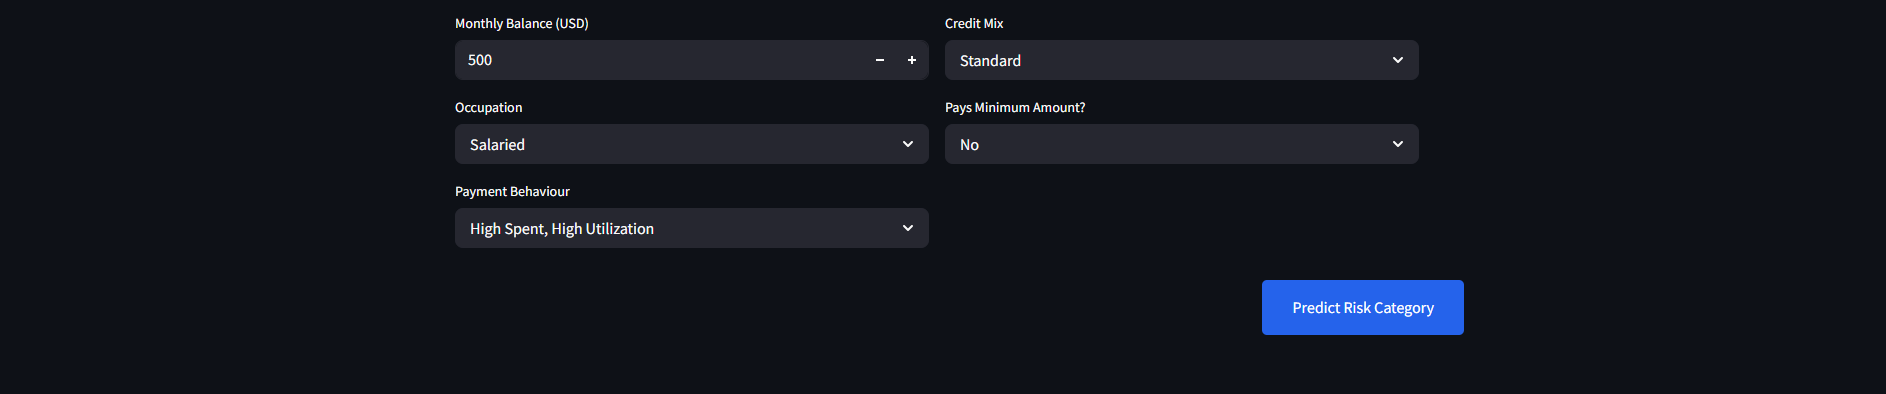 Monthly Balance (USD)
Credit Mix
500
Standard
Occupation
Pays Minimum Amount?
Salaried
No
Payment Behaviour
High Spent, High Utilization
Predict Risk Category